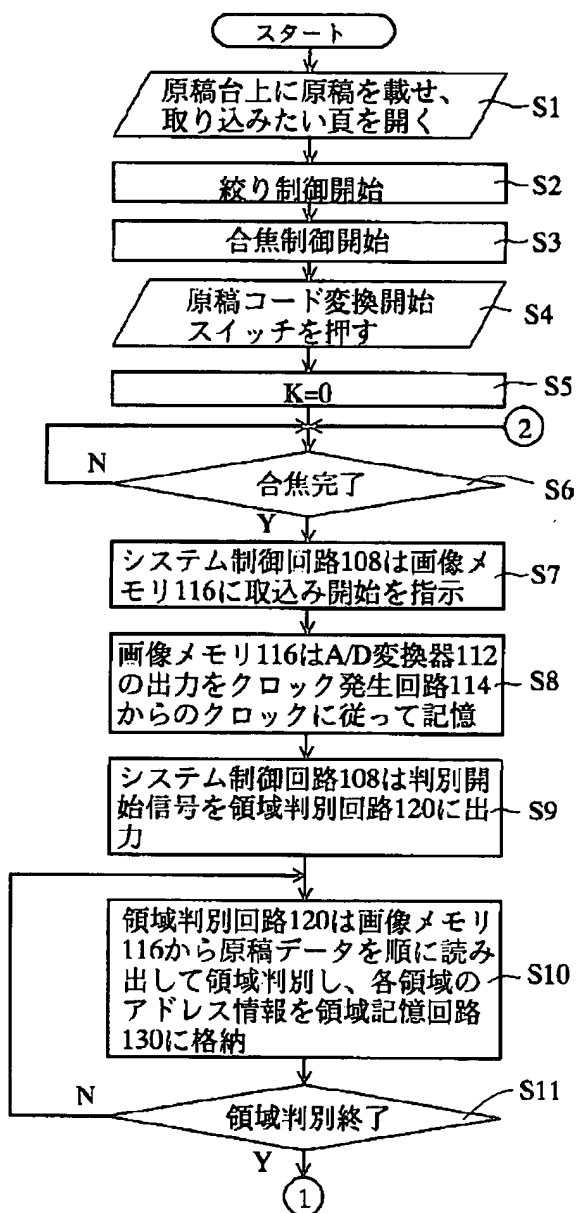 スタート
原稿台上に原稿を載せ、
取り込みたい頁を開く
S1
絞り制御開始
S2
合焦制御開始
S3
原稿コード変換開始
スイッチを押す
S4
K=0
S5
2
N
合焦完了
S6
Y
システム制御回路108は画像メ
モリ116に取込み開始を指示
S7
画像メモリ116はA/D変換器112
の出力をクロック発生回路114
からのクロックに従って記憶
S8
システム制御回路108は判別開
始信号を領域判別回路120に出
力
S9
領域判別回路120は画像メモリ
116から原稿データを順に読み
出して領域判別し、各領域の
アドレス情報を領域記憶回路
130に格納
S10
N
領域判別終了
S11
Y
1